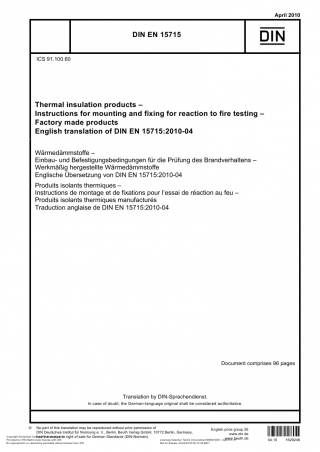 April 2010
DIN EN 15715
DIN
ICS 91.100.60
Thermal insulation products –
Instructions for mounting and fixing for reaction to fire testing –
Factory made products
English translation of DIN EN 15715:2010-04
Wärmedämmstoffe –
Einbau- und Befestigungsbedingungen für die Prüfung des Brandverhaltens –
Werkmäßig hergestellte Wärmedämmstoffe
Englische Übersetzung von DIN EN 15715:2010-04
Produits isolants thermiques –
Instructions de montage et de fixations pour l'essai de réaction au feu –
Produits isolants thermiques manufacturés
Traduction anglaise de DIN EN 15715:2010-04
Document comprises 96 pages
Translation by DIN-Sprachendienst.
In case of doubt, the German-language original shall be considered authoritative.
© No part of this translation may be reproduced without prior permission of
DIN Deutsches Institut für Normung e. V., Berlin. Beuth Verlag GmbH, 10772 Berlin, Germany,
has the exclusive right of sale for German Standards (DIN-Normen).
English price group 26
www.din.de
www.beuth.de